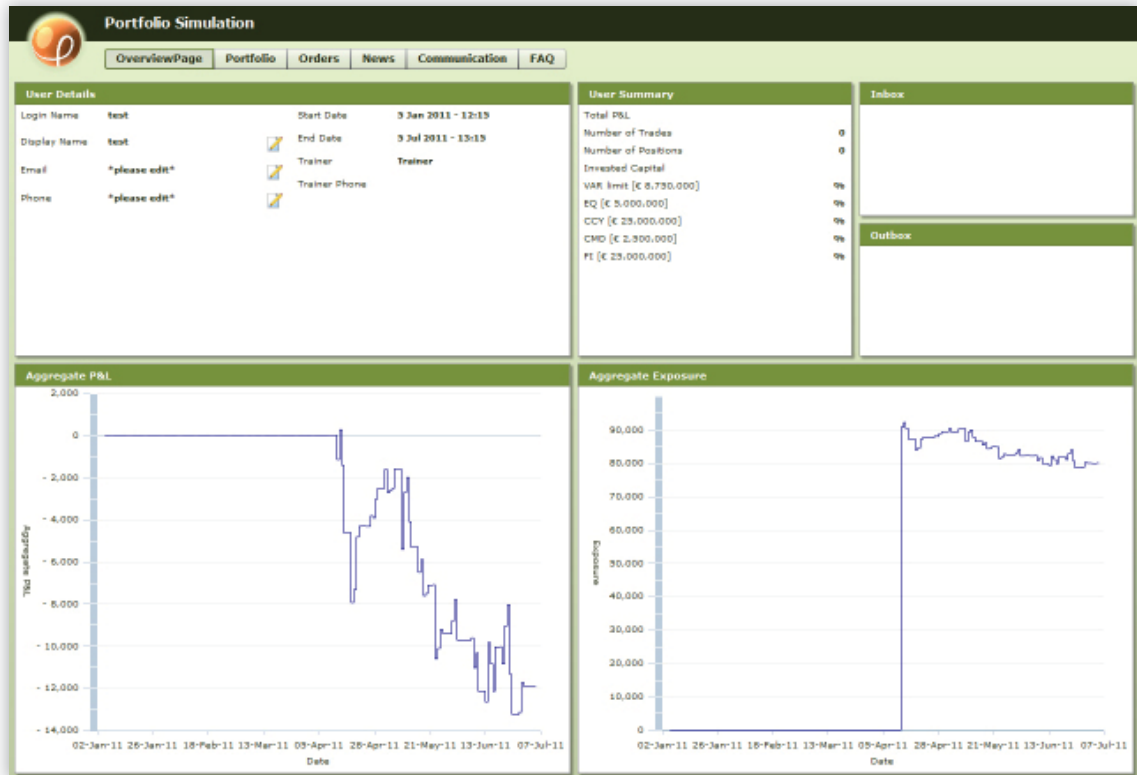 Portfolio Simulation
OverviewPage Portfolio Orders News Communication FAQ
User Details
Login Name test
Display Name test
Email *please edit*
Phone *please edit*
Start Date 5 Jan 2011 - 12:15
End Date 5 Jul 2011 - 13:15
Trainer Trainer
Trainer Phone
User Summary
Total P&L
Number of Trades 0
Number of Positions 0
Invested Capital
VAR limit [€ 8.750.000] %
EQ [€ 5.000.000] %
CCY [€ 25.000.000] %
CMD [€ 2.500.000] %
FI [€ 25.000.000] %
Inbox
Outbox
Aggregate P&L
2,000
0
- 2,000
- 4,000
- 6,000
- 8,000
- 10,000
- 12,000
- 14,000
Aggregate P&L
02-Jan-11 26-Jan-11 18-Feb-11 13-Mar-11 05-Apr-11 28-Apr-11 21-May-11 13-Jun-11 07-Jul-11
Date
Aggregate Exposure
90,000
80,000
70,000
60,000
50,000
40,000
30,000
20,000
10,000
0
Exposure
02-Jan-11 26-Jan-11 18-Feb-11 13-Mar-11 05-Apr-11 28-Apr-11 21-May-11 13-Jun-11 07-Jul-11
Date